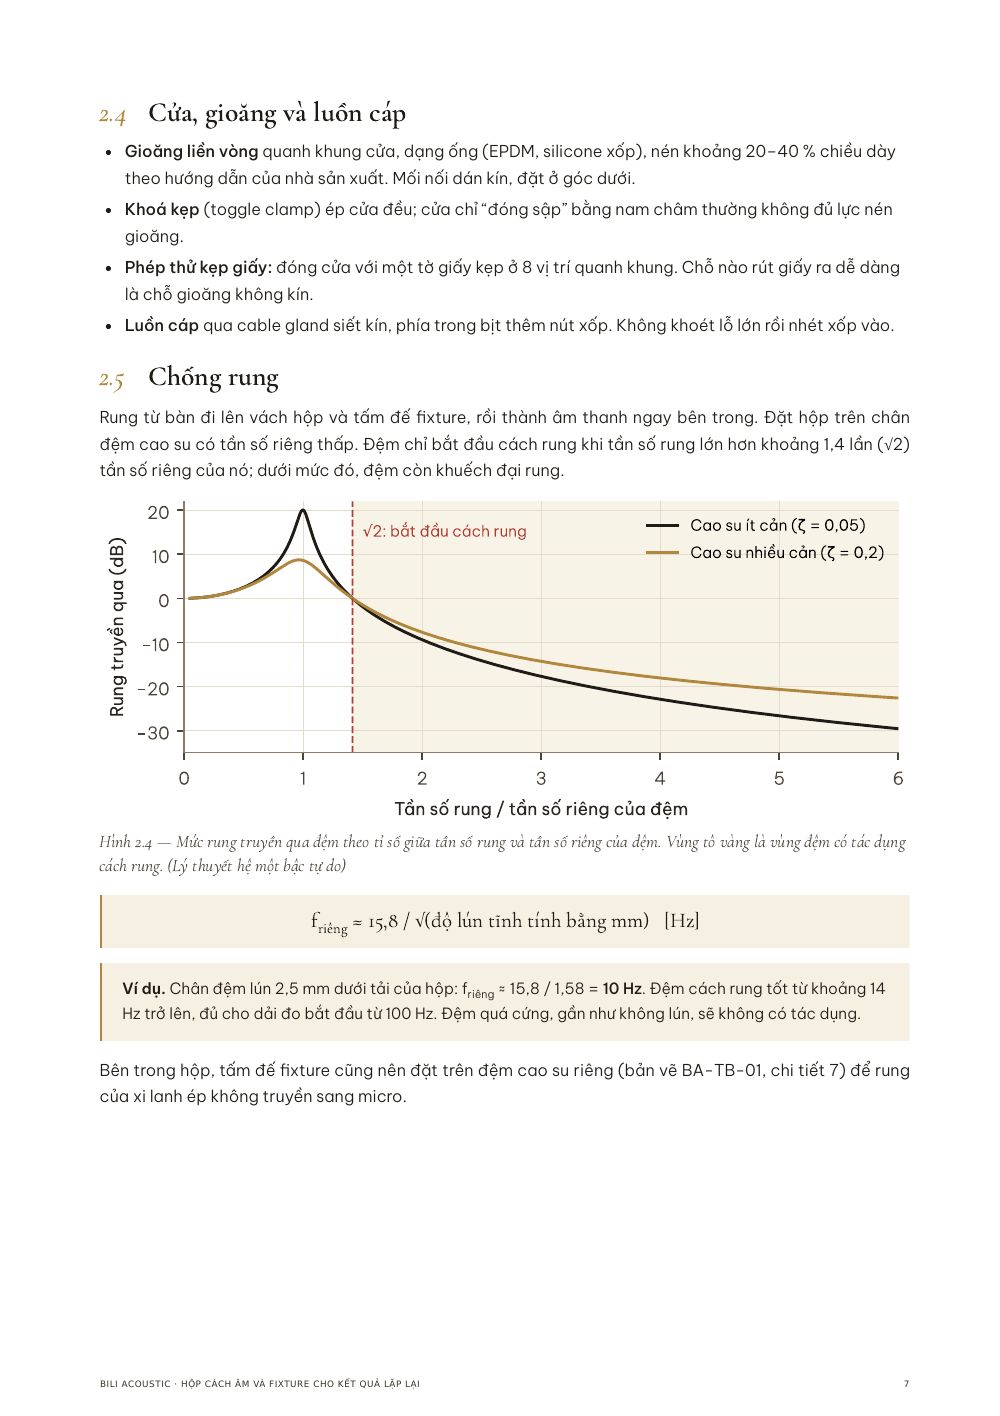 2.4 Cửa, gioăng và luồn cáp
• Gioăng liền vòng quanh khung cửa, dạng ống (EPDM, silicone xốp), nén khoảng 20–40 % chiều dày
theo hướng dẫn của nhà sản xuất. Mối nối dán kín, đặt ở góc dưới.
• Khoá kẹp (toggle clamp) ép cửa đều; cửa chỉ “đóng sập” bằng nam châm thường không đủ lực nén
gioăng.
• Phép thử kẹp giấy: đóng cửa với một tờ giấy kẹp ở 8 vị trí quanh khung. Chỗ nào rút giấy ra dễ dàng
là chỗ gioăng không kín.
• Luồn cáp qua cable gland siết kín, phía trong bịt thêm nút xốp. Không khoét lỗ lớn rồi nhét xốp vào.
2.5 Chống rung
Rung từ bàn đi lên vách hộp và tấm đế fixture, rồi thành âm thanh ngay bên trong. Đặt hộp trên chân
đệm cao su có tần số riêng thấp. Đệm chỉ bắt đầu cách rung khi tần số rung lớn hơn khoảng 1,4 lần (√2)
tần số riêng của nó; dưới mức đó, đệm còn khuếch đại rung.
Rung truyền qua (dB)
20
10
0
−10
−20
−30
√2: bắt đầu cách rung
Cao su ít cản (ζ = 0,05)
Cao su nhiều cản (ζ = 0,2)
0 1 2 3 4 5 6
Tần số rung / tần số riêng của đệm
Hình 2.4 — Mức rung truyền qua đệm theo tỉ số giữa tần số rung và tần số riêng của đệm. Vùng tô vàng là vùng đệm có tác dụng
cách rung. (Lý thuyết hệ một bậc tự do)
f riêng ≈ 15,8 / √(độ lún tĩnh tính bằng mm) [Hz]
Ví dụ. Chân đệm lún 2,5 mm dưới tải của hộp: f riêng ≈ 15,8 / 1,58 = 10 Hz. Đệm cách rung tốt từ khoảng 14
Hz trở lên, đủ cho dải đo bắt đầu từ 100 Hz. Đệm quá cứng, gần như không lún, sẽ không có tác dụng.
Bên trong hộp, tấm đế fixture cũng nên đặt trên đệm cao su riêng (bản vẽ BA-TB-01, chi tiết 7) để rung
của xi lanh ép không truyền sang micro.
BILI ACOUSTIC · HỘP CÁCH ÂM VÀ FIXTURE CHO KẾT QUẢ LẶP LẠI 7